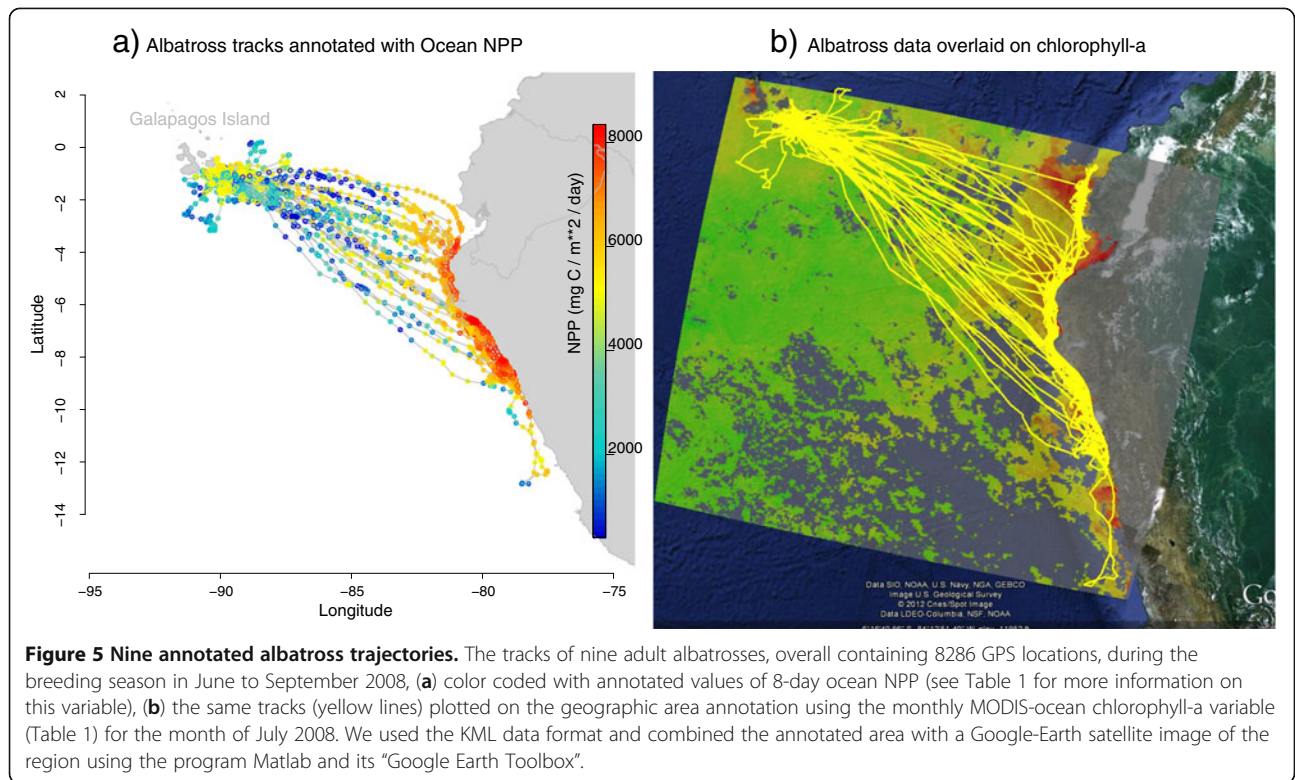 a) Albatross tracks annotated with Ocean NPP
b) Albatross data overlaid on chlorophyll-a
Galapagos Island
2
0
−2
−4
−6
−8
−10
−12
−14
Latitude
−95
−90
−85
−80
−75
Longitude
8000
6000
4000
2000
NPP (mg C / m**2 / day)
Data SIO, NOAA, U.S. Navy, NGA, GEBCO
Image U.S. Geological Survey
© 2012 Cnes/Spot Image
Data LDEO-Columbia, NSF, NOAA
Go
Figure 5 Nine annotated albatross trajectories. The tracks of nine adult albatrosses, overall containing 8286 GPS locations, during the
breeding season in June to September 2008, (a) color coded with annotated values of 8-day ocean NPP (see Table 1 for more information on
this variable), (b) the same tracks (yellow lines) plotted on the geographic area annotation using the monthly MODIS-ocean chlorophyll-a variable
(Table 1) for the month of July 2008. We used the KML data format and combined the annotated area with a Google-Earth satellite image of the
region using the program Matlab and its “Google Earth Toolbox”.